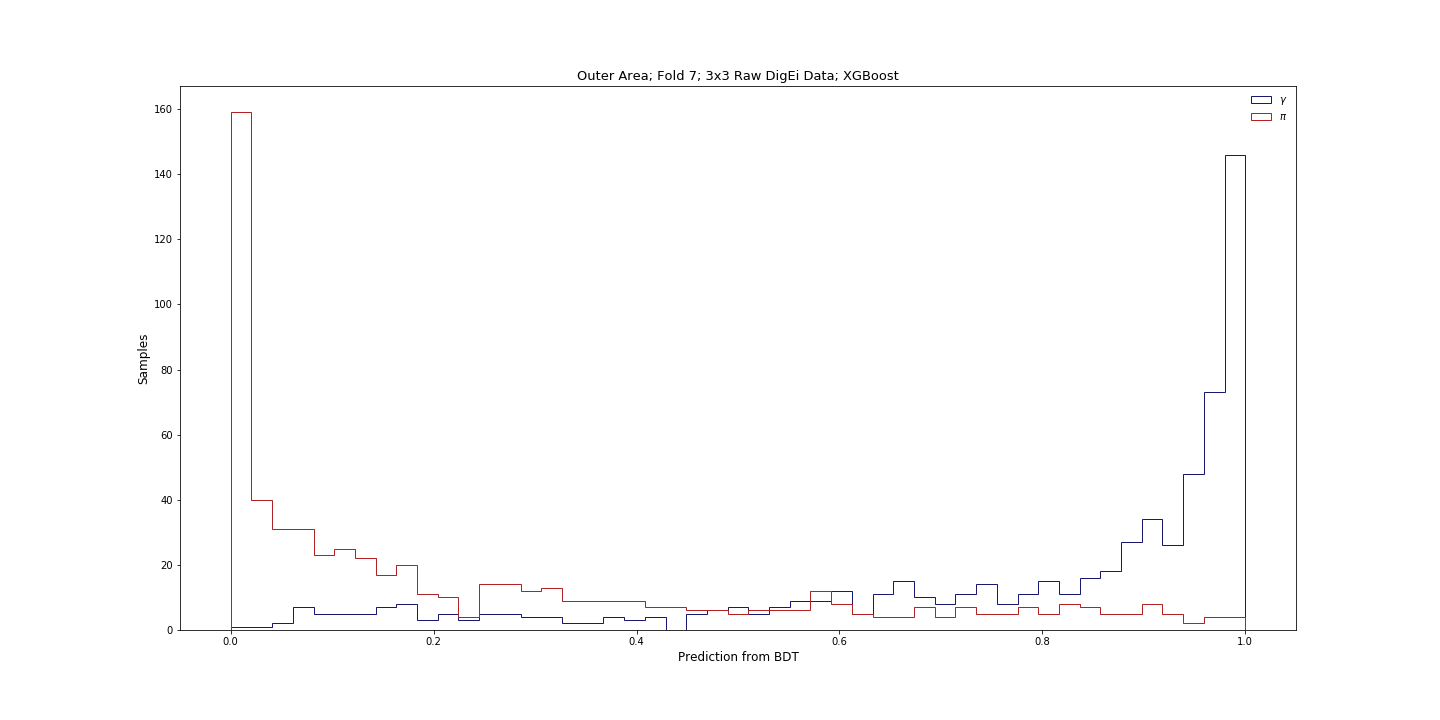 Outer Area; Fold 7; 3x3 Raw DigEi Data; XGBoost
γ
π
160
140
120
100
80
60
40
20
0
Samples
0.0 0.2 0.4 0.6 0.8 1.0
Prediction from BDT